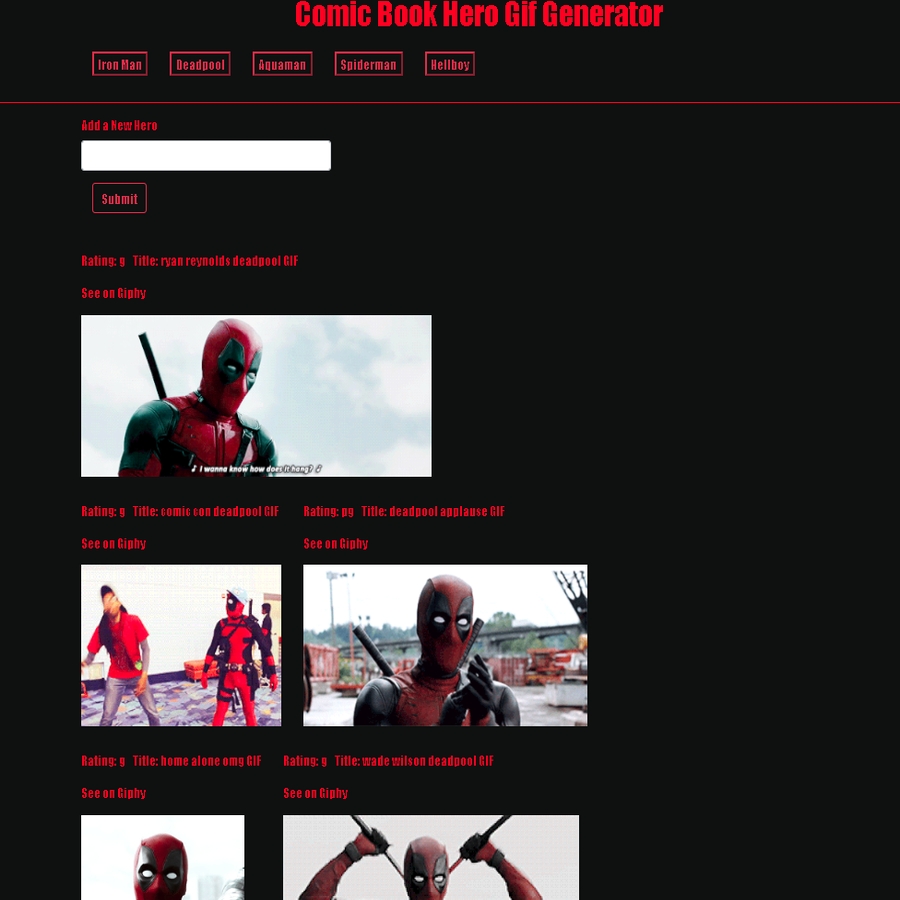 Comic Book Hero Gif Generator
Iron Man Deadpool Aquaman Spiderman Hellboy
Add a New Hero
Submit
Rating: g Title: ryan reynolds deadpool GIF
See on Giphy
♪ I wanna know how does it hang? ♪
Rating: g Title: comic con deadpool GIF Rating: pg Title: deadpool applause GIF
See on Giphy See on Giphy
Rating: g Title: home alone omg GIF Rating: g Title: wade wilson deadpool GIF
See on Giphy See on Giphy